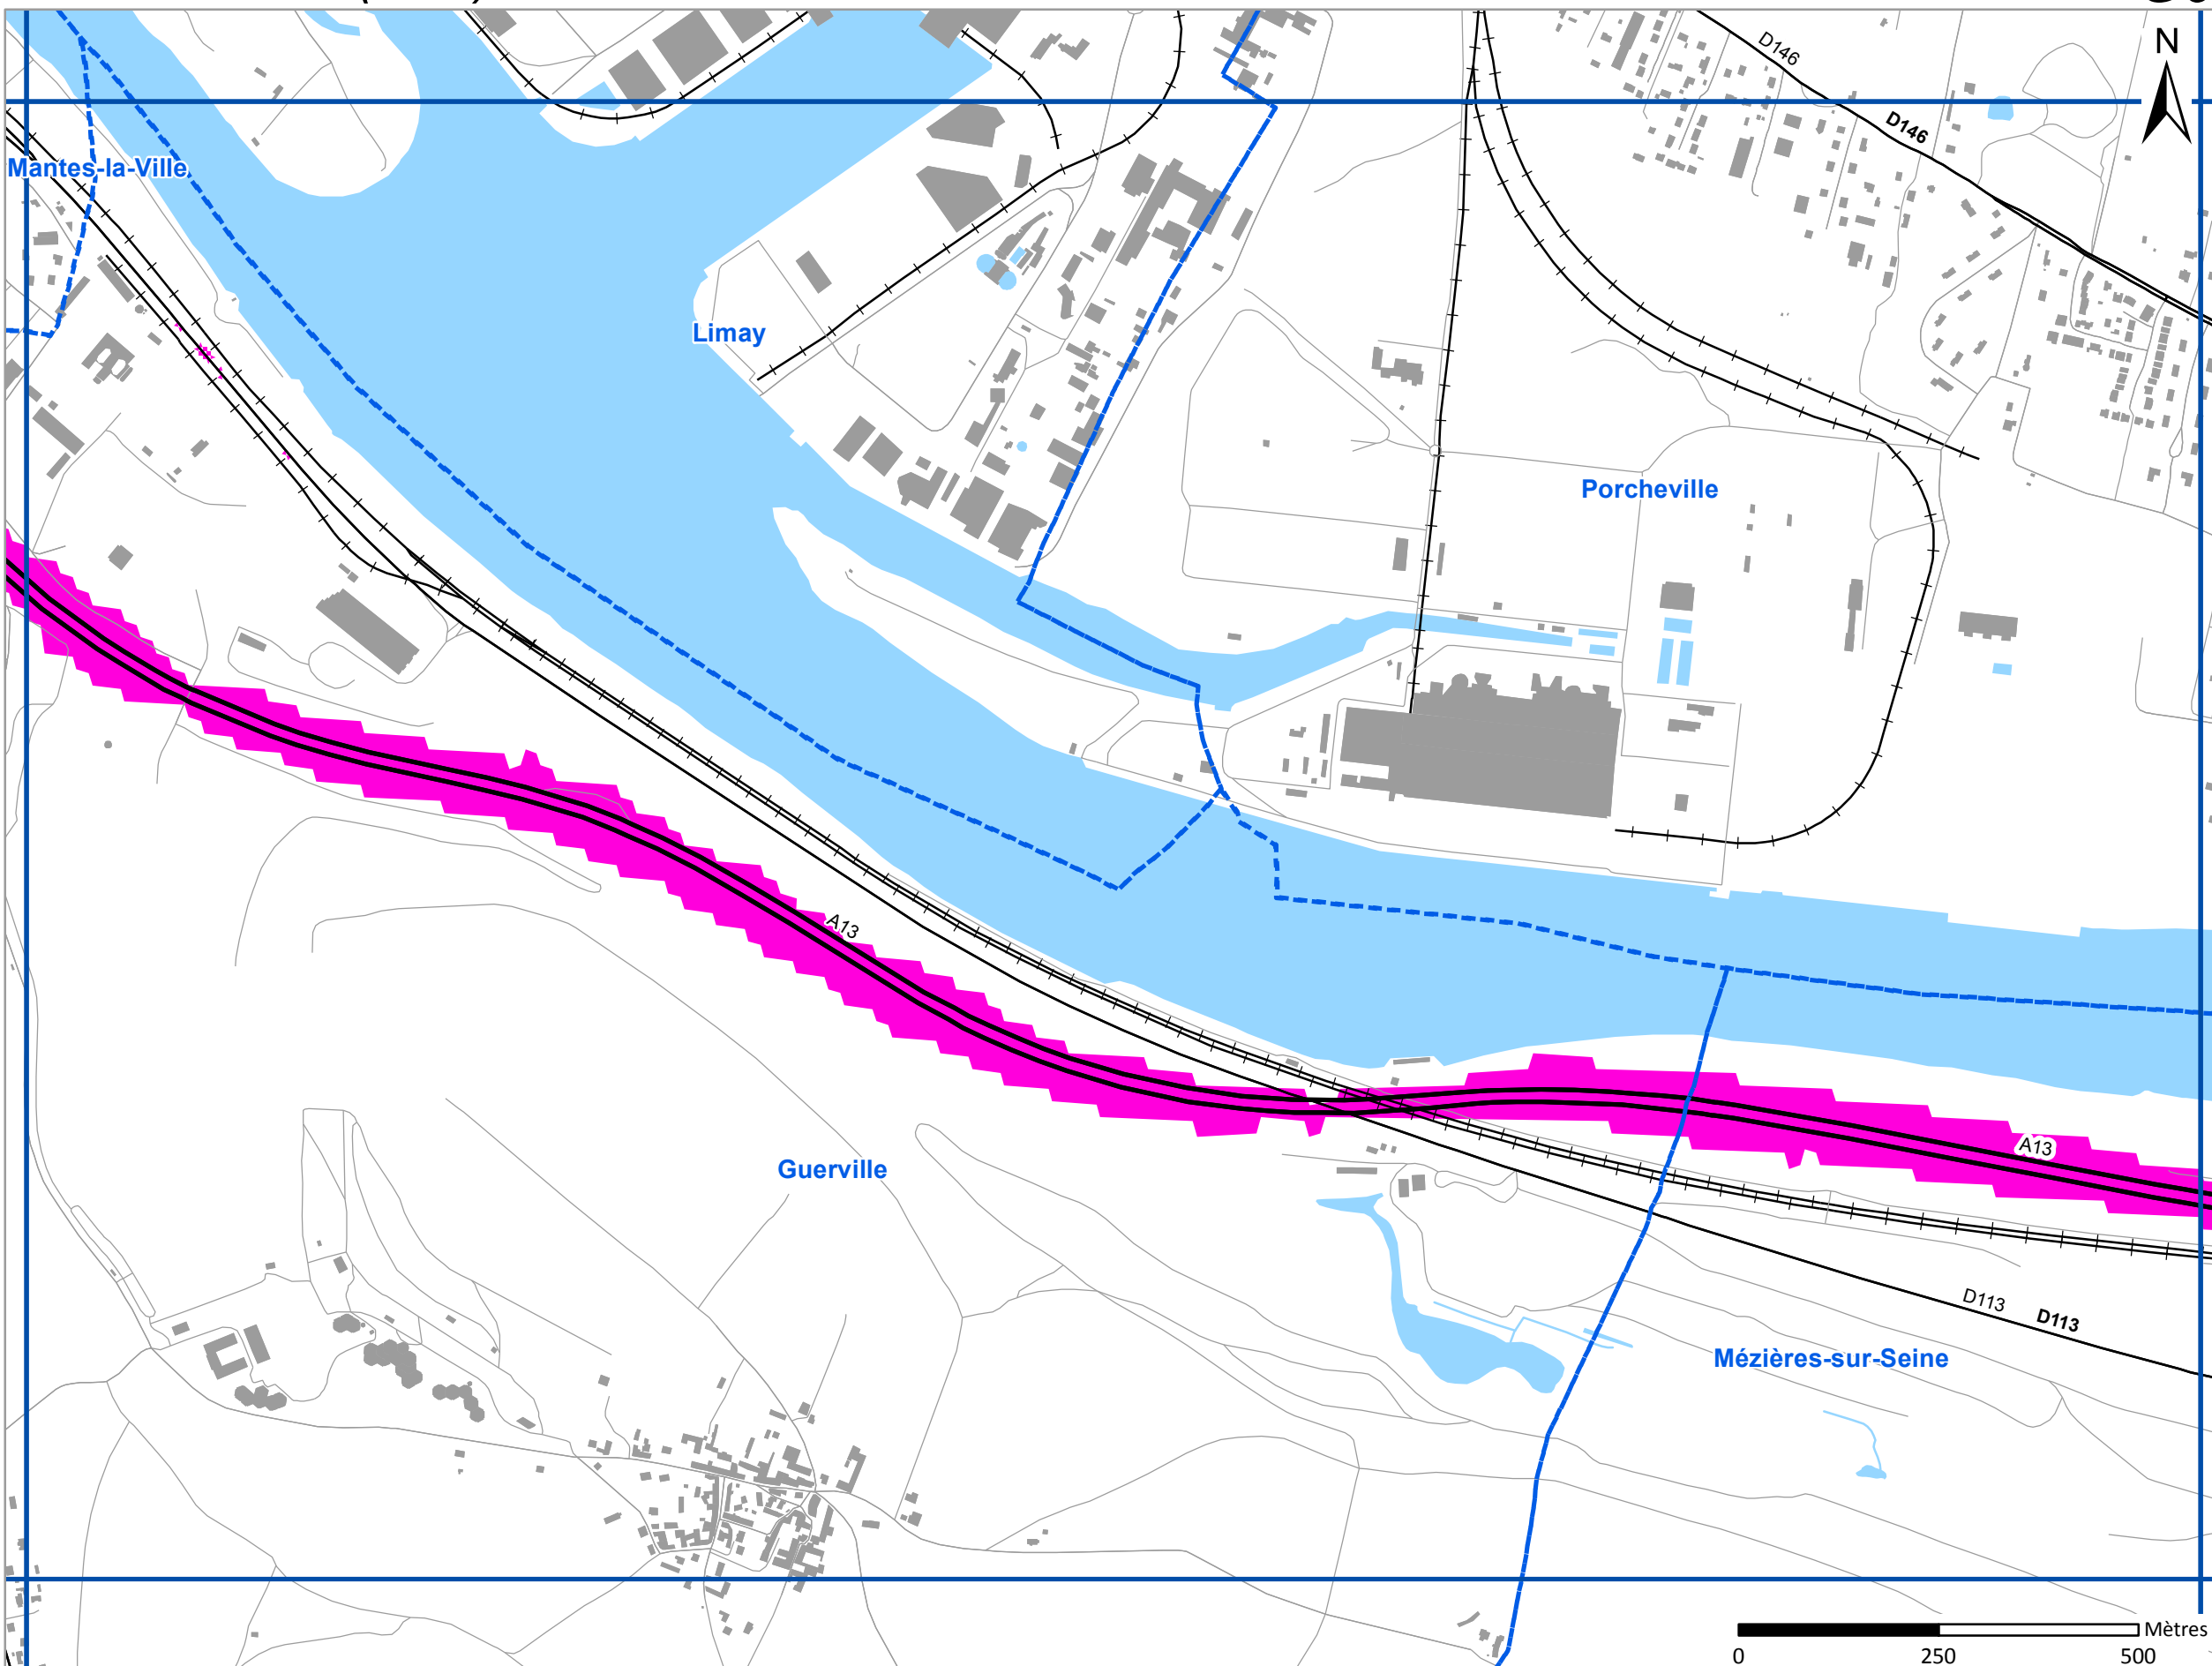 N
D146
D146
Mantes-la-Ville
Limay
Porcheville
A13
A13
Guerville
D113
D113
Mézières-sur-Seine
Mètres
0 250 500